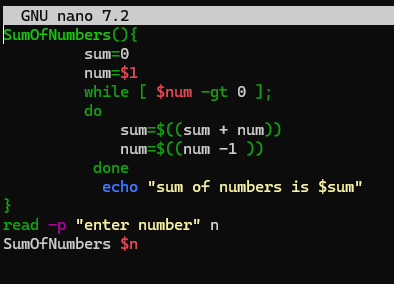 GNU nano 7.2
SumOfNumbers(){
sum=0
num=$1
while [ $num -gt 0 ];
do
sum=$((sum + num))
num=$((num -1 ))
done
echo "sum of numbers is $sum"
}
read -p "enter number" n
SumOfNumbers $n